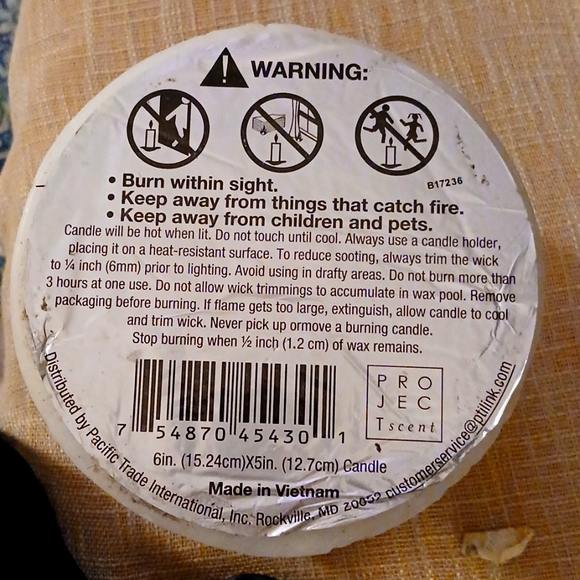 WARNING:
B17236
• Burn within sight.
• Keep away from things that catch fire.
• Keep away from children and pets.
Candle will be hot when lit. Do not touch until cool. Always use a candle holder,
placing it on a heat-resistant surface. To reduce sooting, always trim the wick
to ¼ inch (6mm) prior to lighting. Avoid using in drafty areas. Do not burn more than
3 hours at one use. Do not allow wick trimmings to accumulate in wax pool. Remove
packaging before burning. If flame gets too large, extinguish, allow candle to cool
and trim wick. Never pick up ormove a burning candle.
Stop burning when ½ inch (1.2 cm) of wax remains.
7 54870 45430 1
PRO
JEC
Tscent
6in. (15.24cm)X5in. (12.7cm) Candle
Made in Vietnam
Distributed by Pacific Trade International, Inc. Rockville, MD 20852 customerservice@ptilink.com